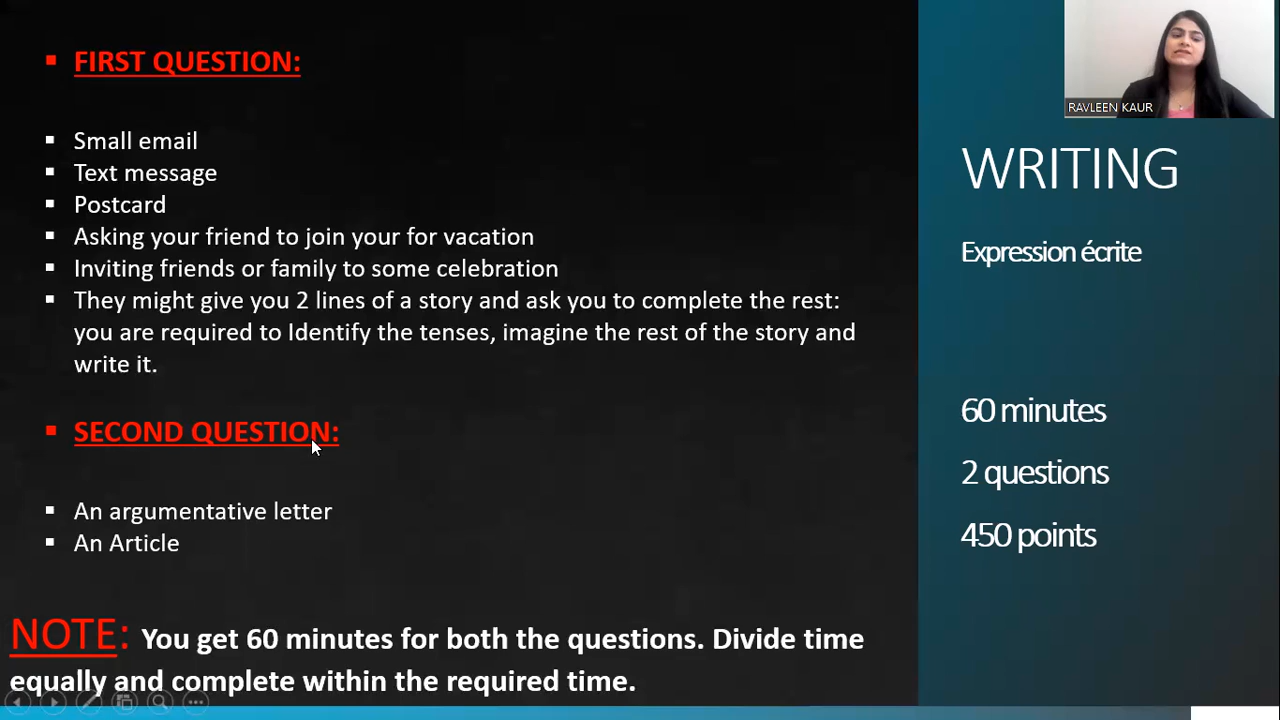 FIRST QUESTION:
Small email
Text message
Postcard
Asking your friend to join your for vacation
Inviting friends or family to some celebration
They might give you 2 lines of a story and ask you to complete the rest:
you are required to Identify the tenses, imagine the rest of the story and
write it.
SECOND QUESTION:
An argumentative letter
An Article
NOTE: You get 60 minutes for both the questions. Divide time
equally and complete within the required time.
RAVLEEN KAUR
WRITING
Expression écrite
60 minutes
2 questions
450 points